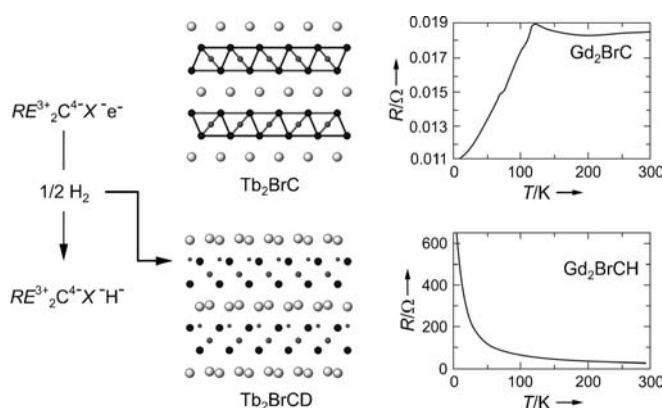 RE³⁺₂C⁴⁻X⁻e⁻
1/2 H₂
RE³⁺₂C⁴⁻X⁻H⁻
Tb₂BrC
Tb₂BrCD
0.019
0.017
0.015
0.013
0.011
R/Ω
Gd₂BrC
0 100 200 300
T/K
600
400
200
0
R/Ω
Gd₂BrCH
0 100 200 300
T/K